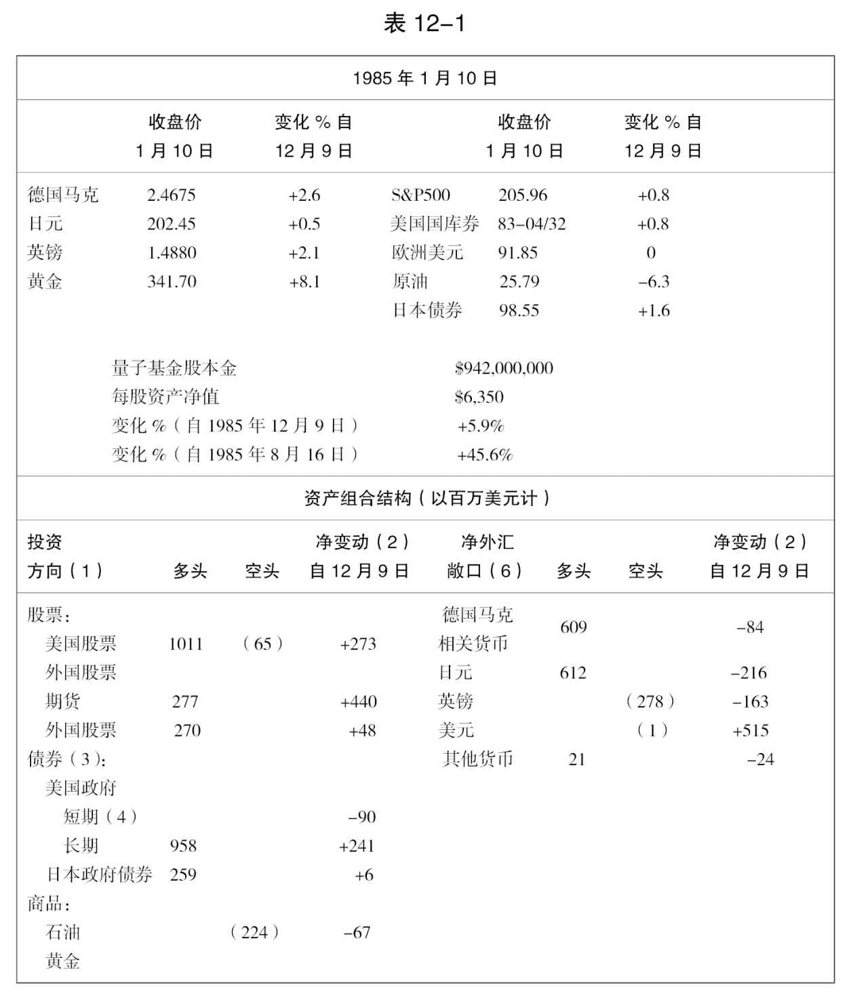 表 12–1
1985 年 1 月 10 日
收盘价 变化 % 自 收盘价 变化 % 自
1 月 10 日 12 月 9 日 1 月 10 日 12 月 9 日
德国马克 2.4675 +2.6 S&P500 205.96 +0.8
日元 202.45 +0.5 美国国库券 83–04/32 +0.8
英镑 1.4880 +2.1 欧洲美元 91.85 0
黄金 341.70 +8.1 原油 25.79 –6.3
日本债券 98.55 +1.6
量子基金股本金 $942,000,000
每股资产净值 $6,350
变化 %（自 1985 年 12 月 9 日） +5.9%
变化 %（自 1985 年 8 月 16 日） +45.6%
资产组合结构（以百万美元计）
投资 净变动（2） 净外汇 净变动（2）
方向（1） 多头 空头 自 12 月 9 日 敞口（6） 多头 空头 自 12 月 9 日
股票： 德国马克
609 –84
美国股票 1011 （65） +273 相关货币
外国股票 日元 612 –216
期货 277 +440 英镑 （278） –163
外国股票 270 +48 美元 （1） +515
债券（3）： 其他货币 21 –24
美国政府
短期（4） –90
长期 958 +241
日本政府债券 259 +6
商品：
石油 （224） –67
黄金